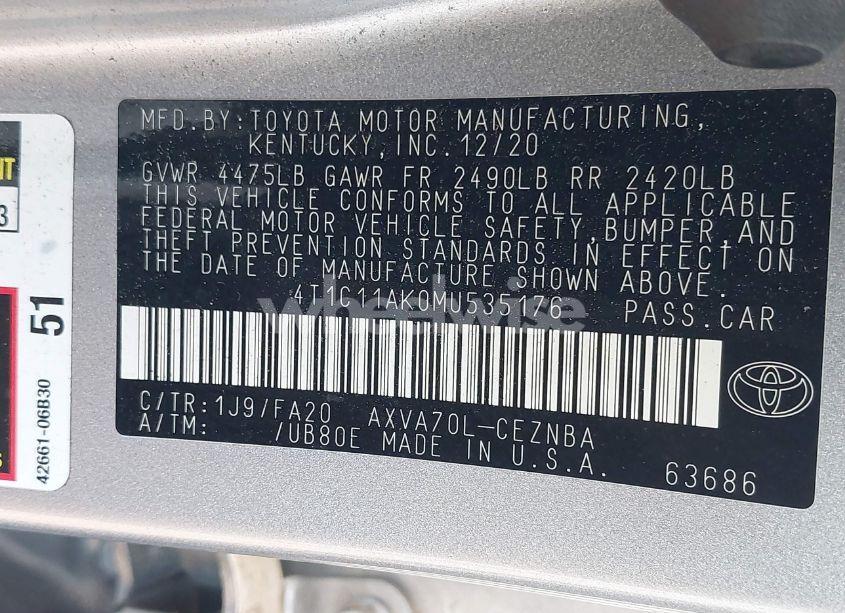 MFD.BY:TOYOTA MOTOR MANUFACTURING,
KENTUCKY,INC.12/20
GVWR 4475LB GAWR FR 2490LB RR 2420LB
THIS VEHICLE CONFORMS TO ALL APPLICABLE
FEDERAL MOTOR VEHICLE SAFETY,BUMPER,AND
THEFT PREVENTION STANDARDS IN EFFECT ON
THE DATE OF MANUFACTURE SHOWN ABOVE.
4T1C11AK0MU535176 PASS.CAR
C/TR:1J9/FA20 AXVA70L-CEZNBA
A/TM: /UB80E MADE IN U.S.A.
63686
wheelwise
51
42661-06B30
3